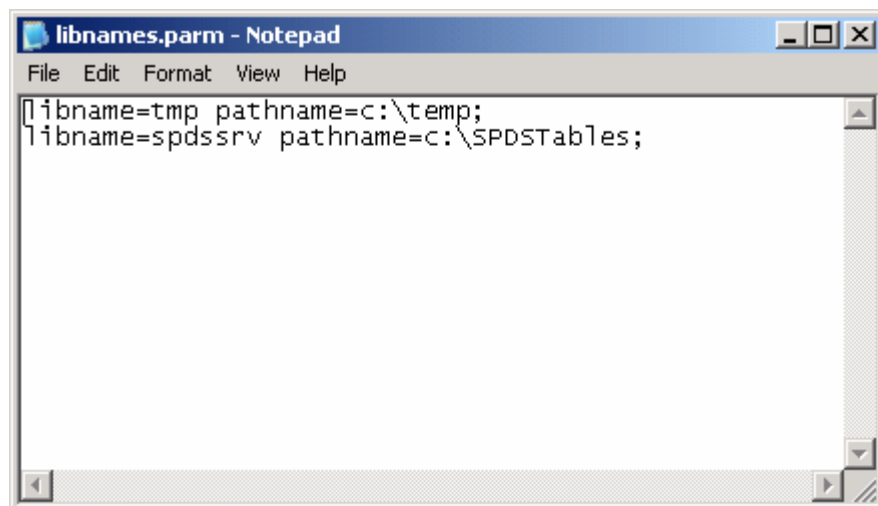 libnames.parm - Notepad
File Edit Format View Help
libname=tmp pathname=c:\temp;
libname=spdssrv pathname=c:\SPDSTables;